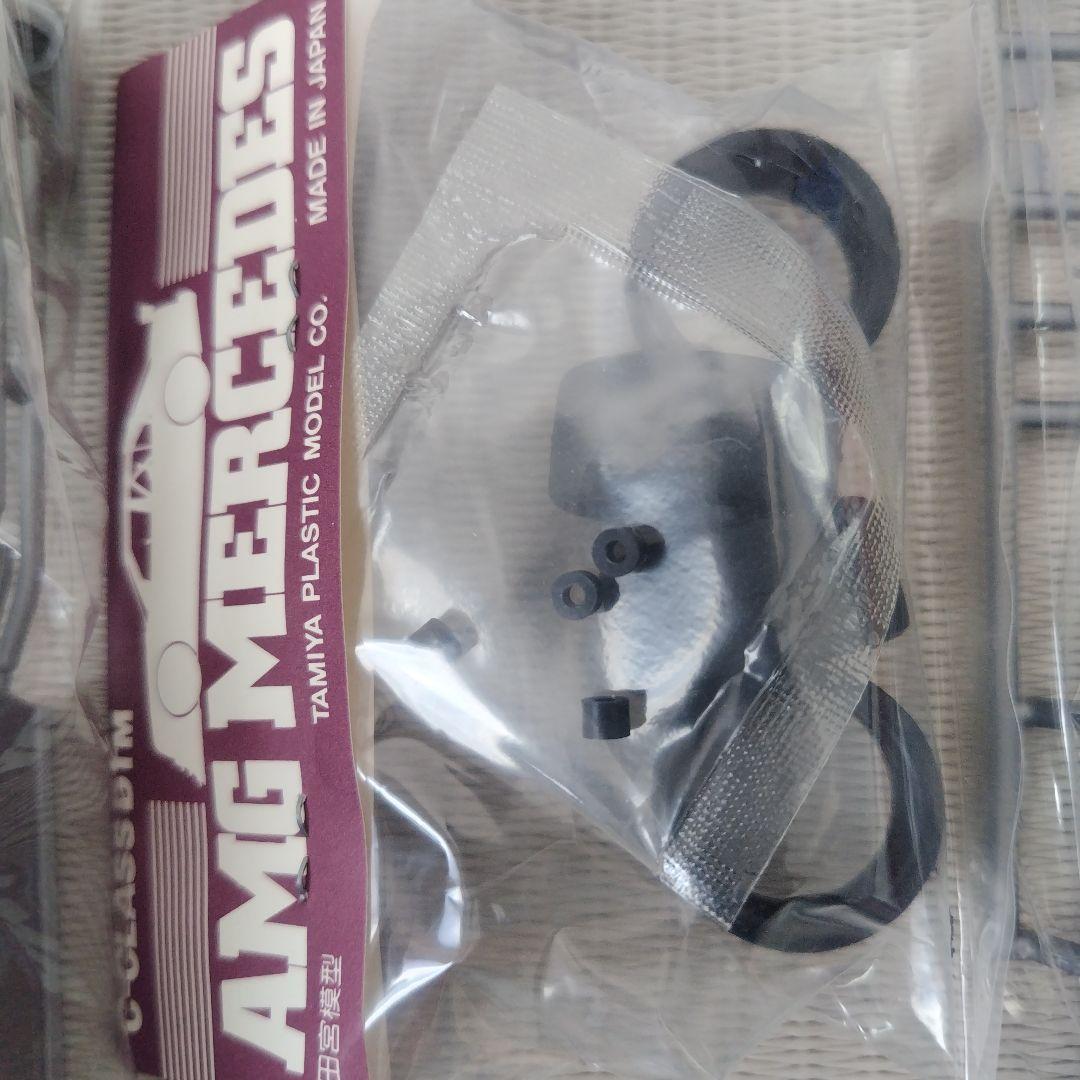 C-CLASS DTM
AMG MERCEDES
田宮模型 TAMIYA PLASTIC MODEL CO. MADE IN JAPAN